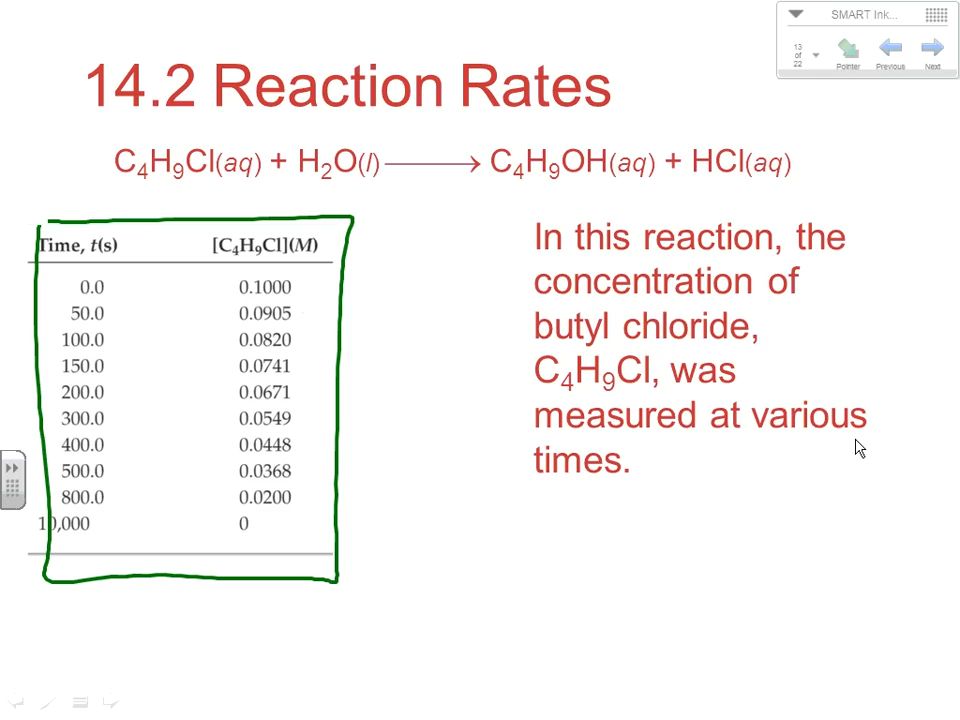 SMART Ink...
13
of
22
Pointer
Previous
Next
14.2 Reaction Rates
C₄H₉Cl(aq) + H₂O(l) ⟶ C₄H₉OH(aq) + HCl(aq)
Time, t(s) [C₄H₉Cl](M)
0.0 0.1000
50.0 0.0905
100.0 0.0820
150.0 0.0741
200.0 0.0671
300.0 0.0549
400.0 0.0448
500.0 0.0368
800.0 0.0200
10,000 0
In this reaction, the
concentration of
butyl chloride,
C₄H₉Cl, was
measured at various
times.